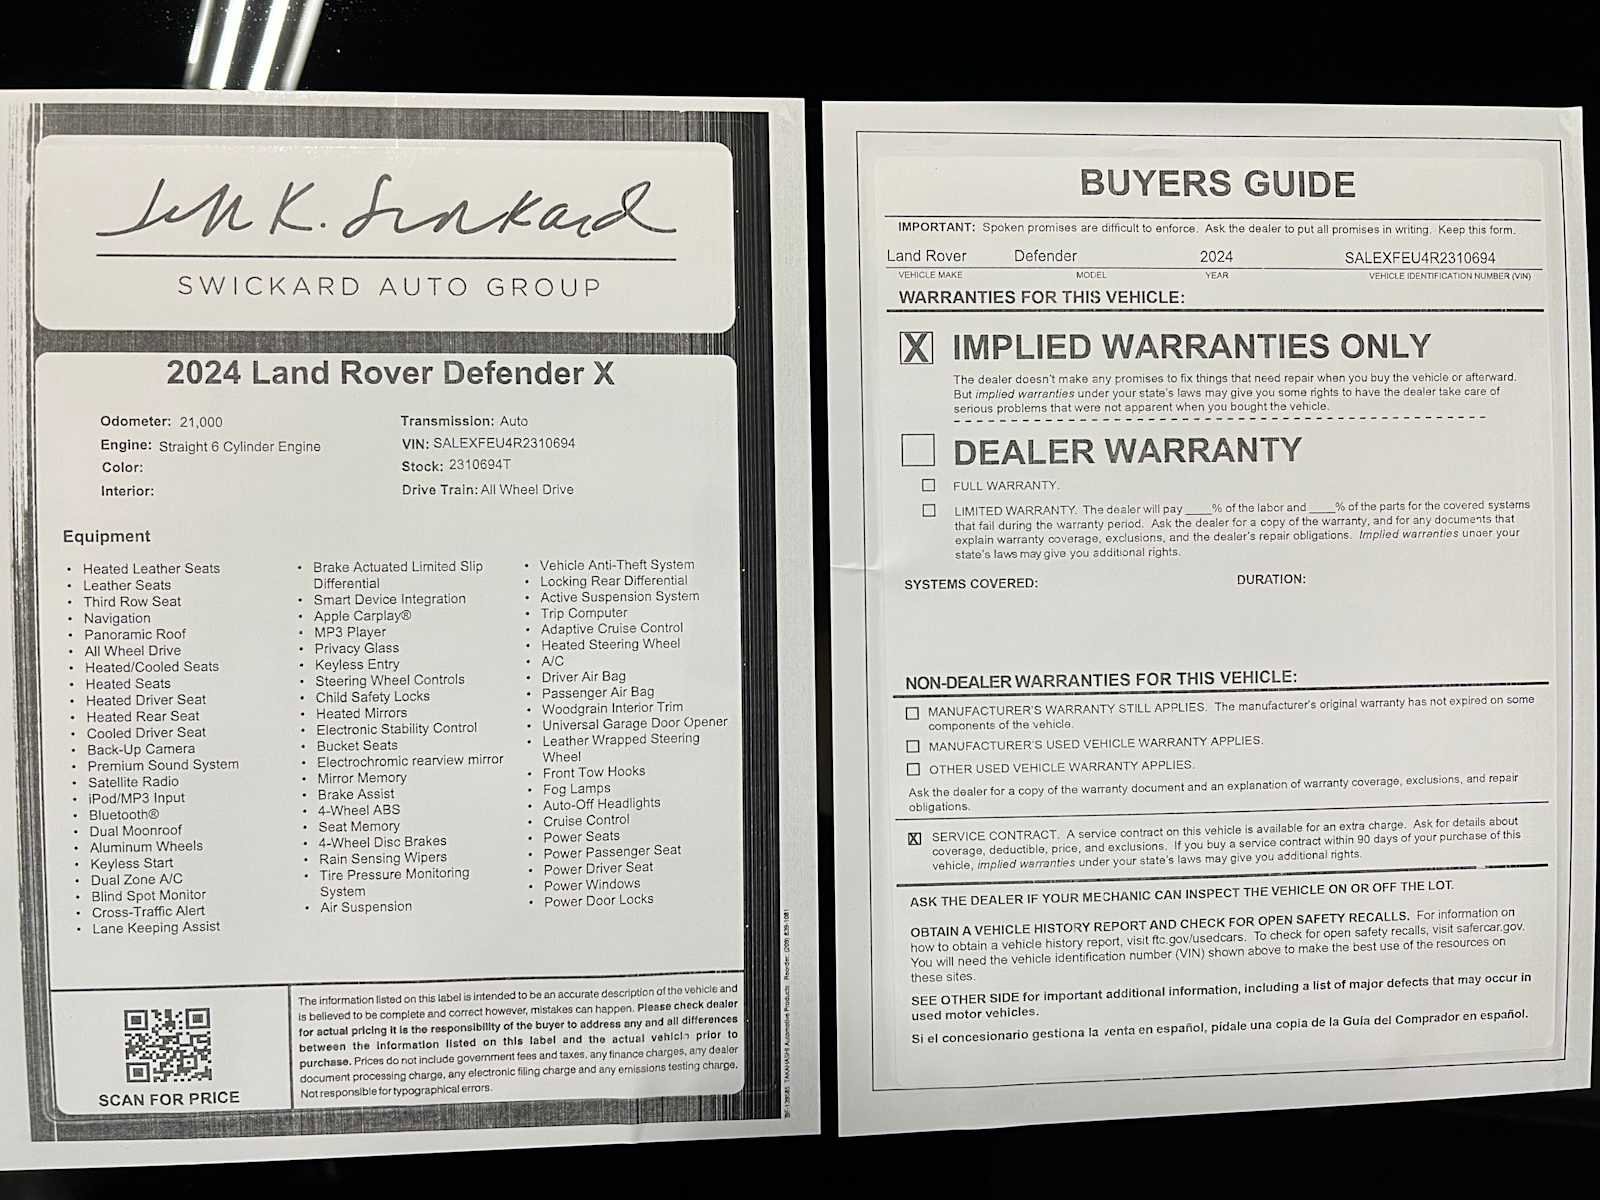 Jeff K. Swickard
SWICKARD AUTO GROUP
2024 Land Rover Defender X
Odometer: 21,000
Engine: Straight 6 Cylinder Engine
Color:
Interior:
Transmission: Auto
VIN: SALEXFEU4R2310694
Stock: 2310694T
Drive Train: All Wheel Drive
Equipment
• Heated Leather Seats
• Leather Seats
• Third Row Seat
• Navigation
• Panoramic Roof
• All Wheel Drive
• Heated/Cooled Seats
• Heated Seats
• Heated Driver Seat
• Heated Rear Seat
• Cooled Driver Seat
• Back-Up Camera
• Premium Sound System
• Satellite Radio
• iPod/MP3 Input
• Bluetooth®
• Dual Moonroof
• Aluminum Wheels
• Keyless Start
• Dual Zone A/C
• Blind Spot Monitor
• Cross-Traffic Alert
• Lane Keeping Assist
• Brake Actuated Limited Slip
Differential
• Smart Device Integration
• Apple Carplay®
• MP3 Player
• Privacy Glass
• Keyless Entry
• Steering Wheel Controls
• Child Safety Locks
• Heated Mirrors
• Electronic Stability Control
• Bucket Seats
• Electrochromic rearview mirror
• Mirror Memory
• Brake Assist
• 4-Wheel ABS
• Seat Memory
• 4-Wheel Disc Brakes
• Rain Sensing Wipers
• Tire Pressure Monitoring
System
• Air Suspension
• Vehicle Anti-Theft System
• Locking Rear Differential
• Active Suspension System
• Trip Computer
• Adaptive Cruise Control
• Heated Steering Wheel
• A/C
• Driver Air Bag
• Passenger Air Bag
• Woodgrain Interior Trim
• Universal Garage Door Opener
• Leather Wrapped Steering
Wheel
• Front Tow Hooks
• Fog Lamps
• Auto-Off Headlights
• Cruise Control
• Power Seats
• Power Passenger Seat
• Power Driver Seat
• Power Windows
• Power Door Locks
SCAN FOR PRICE
The information listed on this label is intended to be an accurate description of the vehicle and
is believed to be complete and correct however, mistakes can happen. Please check dealer
for actual pricing it is the responsibility of the buyer to address any and all differences
between the information listed on this label and the actual vehicle prior to
purchase. Prices do not include government fees and taxes, any finance charges, any dealer
document processing charge, any electronic filing charge and any emissions testing charge.
Not responsible for typographical errors.
TAKAHASHI Automotive Products Reorder: (209) 829-1081
BUYERS GUIDE
IMPORTANT: Spoken promises are difficult to enforce. Ask the dealer to put all promises in writing. Keep this form.
Land Rover Defender 2024 SALEXFEU4R2310694
VEHICLE MAKE MODEL YEAR VEHICLE IDENTIFICATION NUMBER (VIN)
WARRANTIES FOR THIS VEHICLE:
X IMPLIED WARRANTIES ONLY
The dealer doesn't make any promises to fix things that need repair when you buy the vehicle or afterward.
But implied warranties under your state's laws may give you some rights to have the dealer take care of
serious problems that were not apparent when you bought the vehicle.
DEALER WARRANTY
FULL WARRANTY.
LIMITED WARRANTY. The dealer will pay ____% of the labor and ____% of the parts for the covered systems
that fail during the warranty period. Ask the dealer for a copy of the warranty, and for any documents that
explain warranty coverage, exclusions, and the dealer's repair obligations. Implied warranties under your
state's laws may give you additional rights.
SYSTEMS COVERED: DURATION:
NON-DEALER WARRANTIES FOR THIS VEHICLE:
MANUFACTURER'S WARRANTY STILL APPLIES. The manufacturer's original warranty has not expired on some
components of the vehicle.
MANUFACTURER'S USED VEHICLE WARRANTY APPLIES.
OTHER USED VEHICLE WARRANTY APPLIES.
Ask the dealer for a copy of the warranty document and an explanation of warranty coverage, exclusions, and repair
obligations.
X SERVICE CONTRACT. A service contract on this vehicle is available for an extra charge. Ask for details about
coverage, deductible, price, and exclusions. If you buy a service contract within 90 days of your purchase of this
vehicle, implied warranties under your state's laws may give you additional rights.
ASK THE DEALER IF YOUR MECHANIC CAN INSPECT THE VEHICLE ON OR OFF THE LOT.
OBTAIN A VEHICLE HISTORY REPORT AND CHECK FOR OPEN SAFETY RECALLS. For information on
how to obtain a vehicle history report, visit ftc.gov/usedcars. To check for open safety recalls, visit safercar.gov.
You will need the vehicle identification number (VIN) shown above to make the best use of the resources on
these sites.
SEE OTHER SIDE for important additional information, including a list of major defects that may occur in
used motor vehicles.
Si el concesionario gestiona la venta en español, pídale una copia de la Guía del Comprador en español.